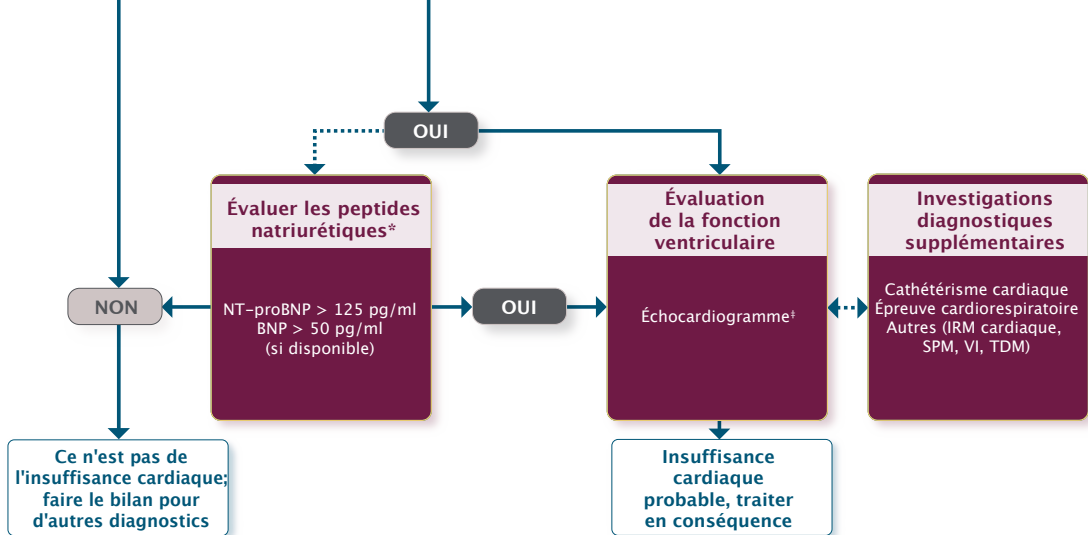 OUI
Évaluer les peptides
natriurétiques*
NT-proBNP > 125 pg/ml
BNP > 50 pg/ml
(si disponible)
NON
OUI
Évaluation
de la fonction
ventriculaire
Échocardiogramme‡
Investigations
diagnostiques
supplémentaires
Cathétérisme cardiaque
Épreuve cardiorespiratoire
Autres (IRM cardiaque,
SPM, VI, TDM)
Ce n'est pas de
l'insuffisance cardiaque;
faire le bilan pour
d'autres diagnostics
Insuffisance
cardiaque
probable, traiter
en conséquence